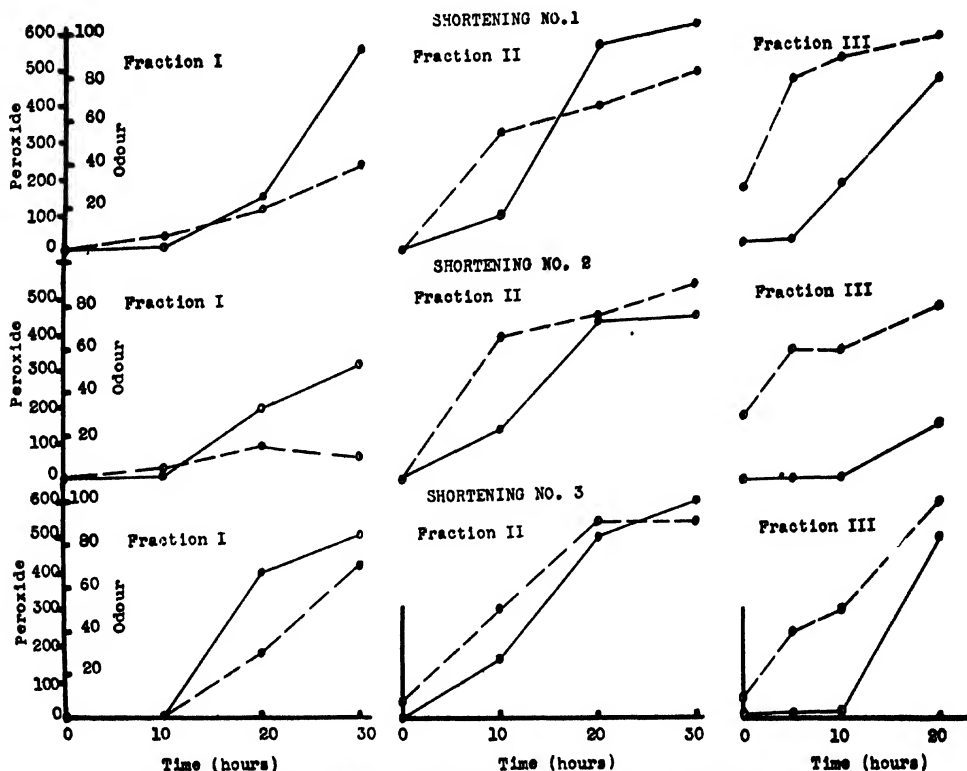 SHORTENING NO.1
Fraction I
Fraction II
Fraction III
Peroxide
Odour
600
500
400
300
200
100
0
100
80
60
40
20
SHORTENING NO. 2
Fraction I
Fraction II
Fraction III
Peroxide
Odour
500
400
300
200
100
0
80
60
40
20
SHORTENING NO. 3
Fraction I
Fraction II
Fraction III
Peroxide
Odour
600
500
400
300
200
100
0
100
80
60
40
20
0 10 20 30
0 10 20 30
0 10 20
Time (hours)
Time (hours)
Time (hours)